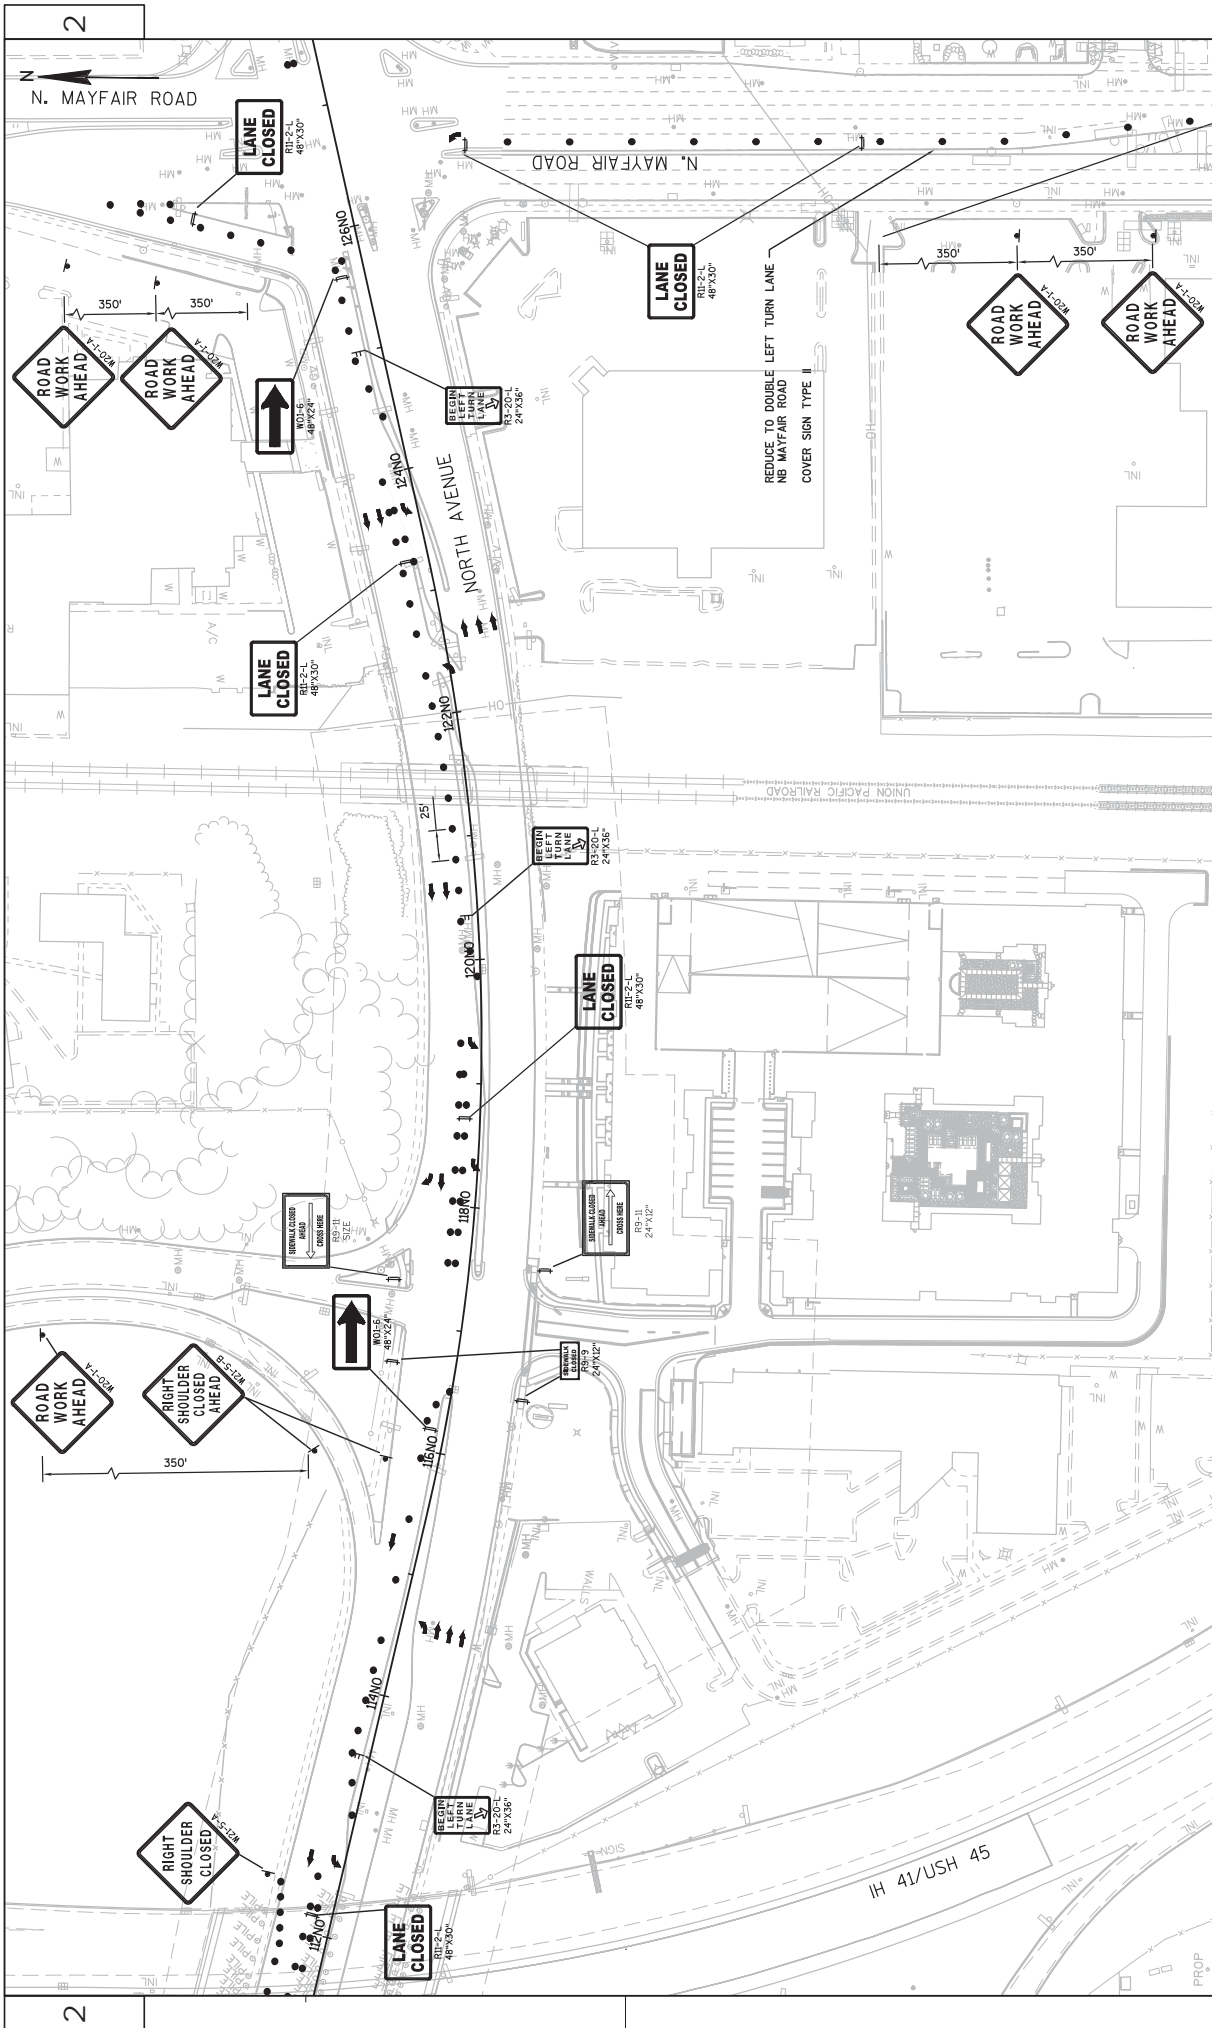 2
N
N. MAYFAIR ROAD
LANE
CLOSED
R11-2-L
48"X30"
N. MAYFAIR ROAD
126NO
350'
350'
ROAD
WORK
AHEAD
W20-1-A
ROAD
WORK
AHEAD
W20-1-A
WO1-6
48"X24"
BEGIN
LEFT
TURN
LANE
R3-20-L
24"X36"
LANE
CLOSED
R11-2-L
48"X30"
REDUCE TO DOUBLE LEFT TURN LANE
NB MAYFAIR ROAD
COVER SIGN TYPE II
350'
350'
ROAD
WORK
AHEAD
W20-1-A
ROAD
WORK
AHEAD
W20-1-A
124NO
NORTH AVENUE
LANE
CLOSED
R11-2-L
48"X30"
122NO
OH
UNION PACIFIC RAILROAD
25'
BEGIN
LEFT
TURN
LANE
R3-20-L
24"X36"
120NO
LANE
CLOSED
R11-2-L
48"X30"
118NO
SIDEWALK CLOSED
AHEAD
CROSS HERE
R9-11
SIZE
SIDEWALK CLOSED
AHEAD
CROSS HERE
R9-11
24"X12"
WO1-6
48"X24"
SIDEWALK
CLOSED
R9-9
24"X12"
ROAD
WORK
AHEAD
W20-1-A
RIGHT
SHOULDER
CLOSED
AHEAD
W21-5-B
350'
116NO
WALLS
114NO
BEGIN
LEFT
TURN
LANE
R3-20-L
24"X36"
RIGHT
SHOULDER
CLOSED
W21-5-A
SIGN
IH 41/USH 45
112NO
LANE
CLOSED
R11-2-L
48"X30"
PROP
2